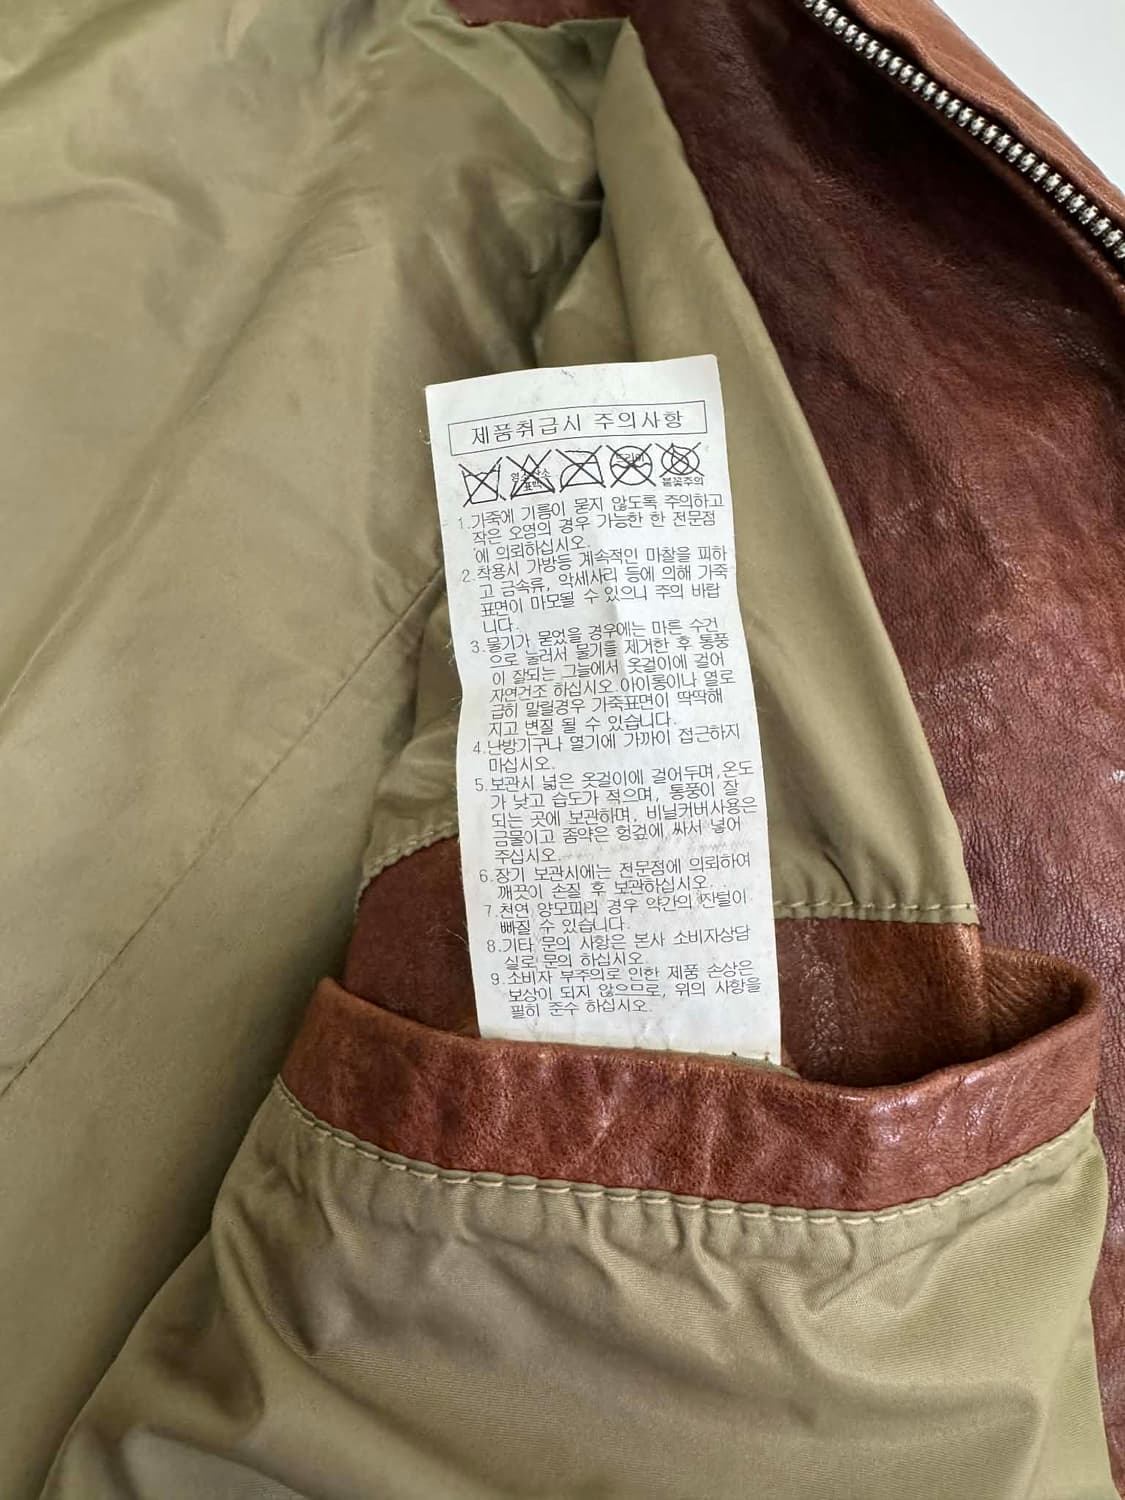 제품취급시 주의사항
염소산소
표백
드라이
불꽃주의
1.가죽에 기름이 묻지 않도록 주의하고
작은 오염의 경우 가능한 한 전문점
에 의뢰하십시오.
2.착용시 가방등 계속적인 마찰을 피하
고 금속류, 악세사리 등에 의해 가죽
표면이 마모될 수 있으니 주의 바랍
니다.
3.물기가 묻었을 경우에는 마른 수건
으로 눌러서 물기를 제거한 후 통풍
이 잘되는 그늘에서 옷걸이에 걸어
자연건조 하십시오.아이롱이나 열로
급히 말릴경우 가죽표면이 딱딱해
지고 변질 될 수 있습니다.
4.난방기구나 열기에 가까이 접근하지
마십시오.
5.보관시 넓은 옷걸이에 걸어두며,온도
가 낮고 습도가 적으며, 통풍이 잘
되는 곳에 보관하며, 비닐커버사용은
금물이고 좀약은 헝겊에 싸서 넣어
주십시오.
6.장기 보관시에는 전문점에 의뢰하여
깨끗이 손질 후 보관하십시오.
7.천연 양모피의 경우 약간의 잔털이
빠질 수 있습니다.
8.기타 문의 사항은 본사 소비자상담
실로 문의 하십시오.
9.소비자 부주의로 인한 제품 손상은
보상이 되지 않으므로, 위의 사항을
필히 준수 하십시오.